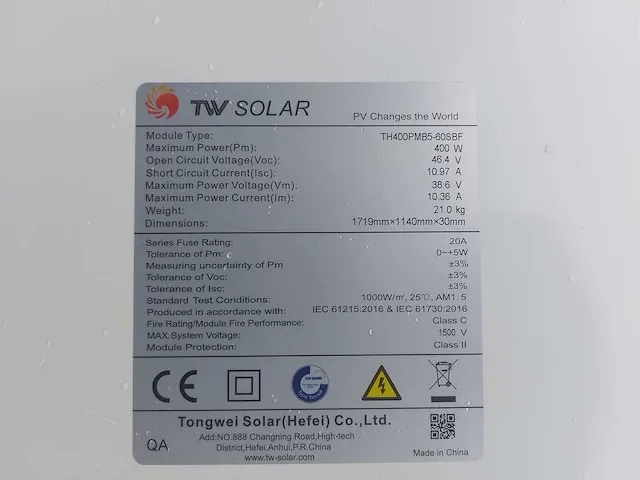 TW SOLAR
PV Changes the World
Module Type: TH400PMB5-60SBF
Maximum Power(Pm): 400 W
Open Circuit Voltage(Voc): 46.4 V
Short Circuit Current(Isc): 10.97 A
Maximum Power Voltage(Vm): 38.6 V
Maximum Power Current(Im): 10.36 A
Weight: 21.0 kg
Dimensions: 1719mm×1140mm×30mm
Series Fuse Rating: 20A
Tolerance of Pm: 0~+5W
Measuring uncertainty of Pm ±3%
Tolerance of Voc: ±3%
Tolerance of Isc: ±3%
Standard Test Conditions: 1000W/㎡, 25℃, AM1.5
Produced in accordance with: IEC 61215:2016 & IEC 61730:2016
Fire Rating/Module Fire Performance: Class C
MAX.System Voltage: 1500 V
Module Protection: Class II
CE
Tongwei Solar(Hefei) Co.,Ltd.
Add:NO.888 Changning Road,High-tech
District,Hefei,Anhui,P.R.China
www.tw-solar.com
QA
Made in China